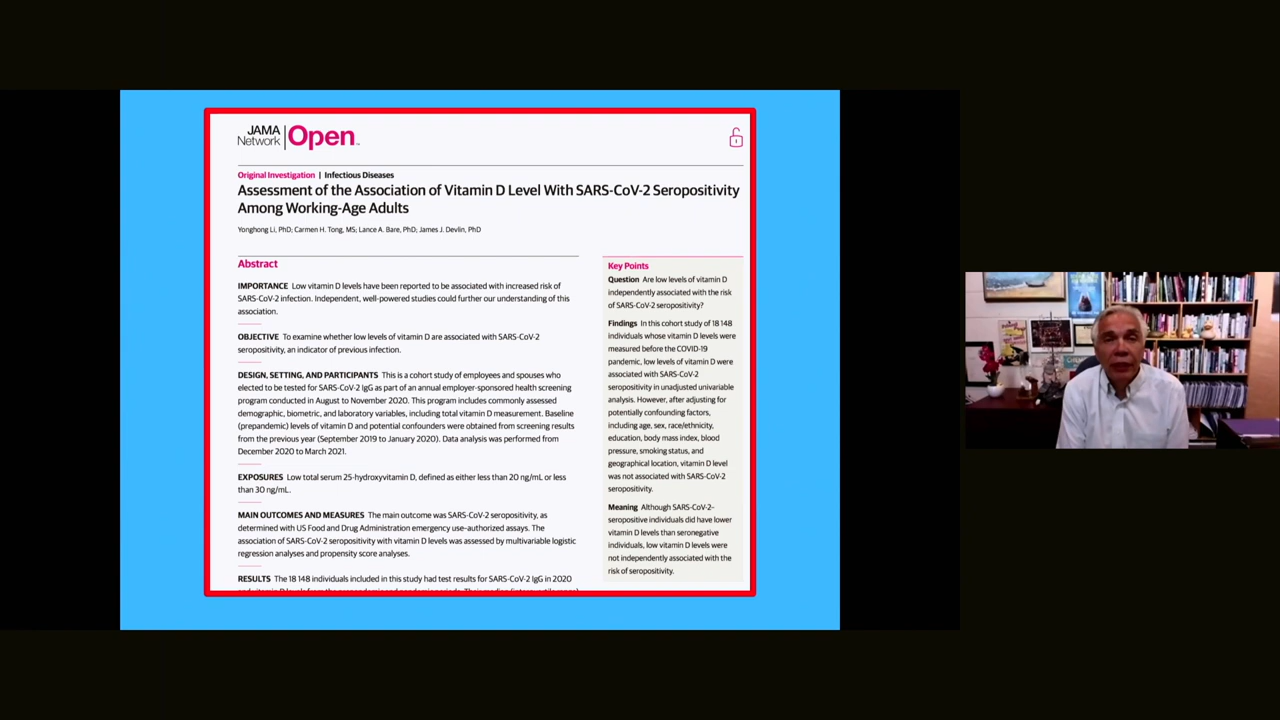 JAMA
Network
Open™
Original Investigation | Infectious Diseases
Assessment of the Association of Vitamin D Level With SARS-CoV-2 Seropositivity
Among Working-Age Adults
Yonghong Li, PhD; Carmen H. Tong, MS; Lance A. Bare, PhD; James J. Devlin, PhD
Abstract
IMPORTANCE Low vitamin D levels have been reported to be associated with increased risk of
SARS-CoV-2 infection. Independent, well-powered studies could further our understanding of this
association.
OBJECTIVE To examine whether low levels of vitamin D are associated with SARS-CoV-2
seropositivity, an indicator of previous infection.
DESIGN, SETTING, AND PARTICIPANTS This is a cohort study of employees and spouses who
elected to be tested for SARS-CoV-2 IgG as part of an annual employer-sponsored health screening
program conducted in August to November 2020. This program includes commonly assessed
demographic, biometric, and laboratory variables, including total vitamin D measurement. Baseline
(prepandemic) levels of vitamin D and potential confounders were obtained from screening results
from the previous year (September 2019 to January 2020). Data analysis was performed from
December 2020 to March 2021.
EXPOSURES Low total serum 25-hydroxyvitamin D, defined as either less than 20 ng/mL or less
than 30 ng/mL.
MAIN OUTCOMES AND MEASURES The main outcome was SARS-CoV-2 seropositivity, as
determined with US Food and Drug Administration emergency use–authorized assays. The
association of SARS-CoV-2 seropositivity with vitamin D levels was assessed by multivariable logistic
regression analyses and propensity score analyses.
RESULTS The 18 148 individuals included in this study had test results for SARS-CoV-2 IgG in 2020
Key Points
Question Are low levels of vitamin D
independently associated with the risk
of SARS-CoV-2 seropositivity?
Findings In this cohort study of 18 148
individuals whose vitamin D levels were
measured before the COVID-19
pandemic, low levels of vitamin D were
associated with SARS-CoV-2
seropositivity in unadjusted univariable
analysis. However, after adjusting for
potentially confounding factors,
including age, sex, race/ethnicity,
education, body mass index, blood
pressure, smoking status, and
geographical location, vitamin D level
was not associated with SARS-CoV-2
seropositivity.
Meaning Although SARS-CoV-2–
seropositive individuals did have lower
vitamin D levels than seronegative
individuals, low vitamin D levels were
not independently associated with the
risk of seropositivity.